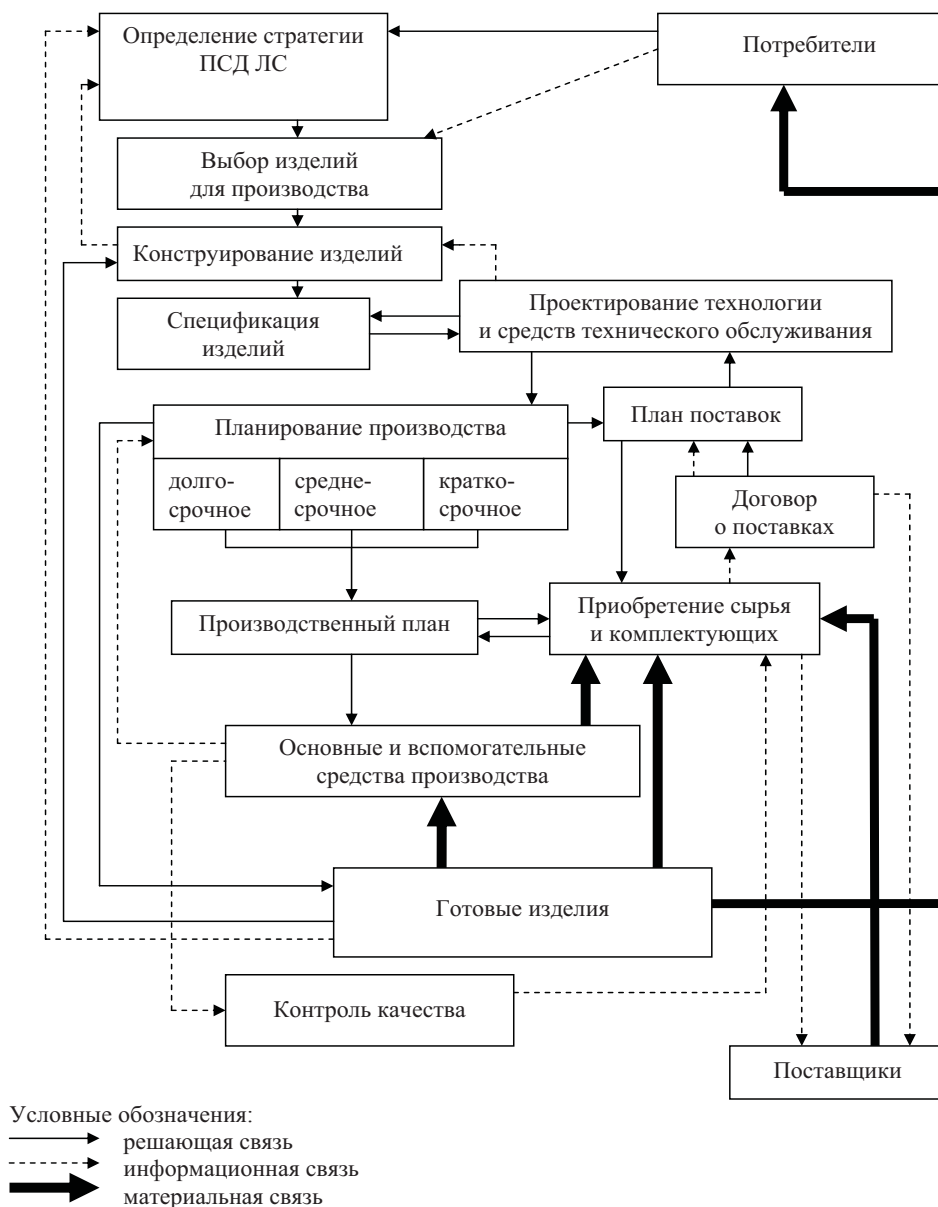 Определение стратегии
ПСД ЛС
Потребители
Выбор изделий
для производства
Конструирование изделий
Проектирование технологии
и средств технического обслуживания
Спецификация
изделий
Планирование производства
План поставок
долго-
срочное
средне-
срочное
кратко-
срочное
Договор
о поставках
Производственный план
Приобретение сырья
и комплектующих
Основные и вспомогательные
средства производства
Готовые изделия
Контроль качества
Поставщики
Условные обозначения:
решающая связь
информационная связь
материальная связь